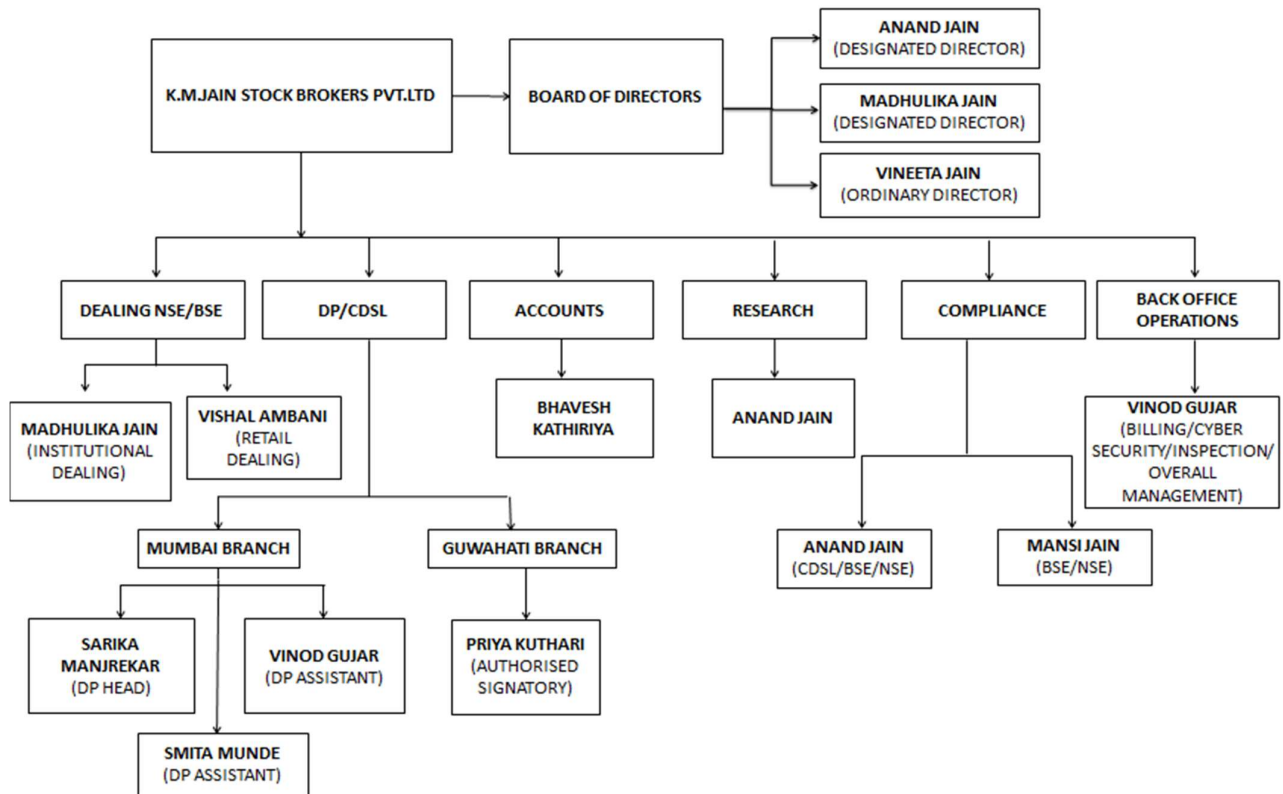 K.M.JAIN STOCK BROKERS PVT.LTD
BOARD OF DIRECTORS
ANAND JAIN
(DESIGNATED DIRECTOR)
MADHULIKA JAIN
(DESIGNATED DIRECTOR)
VINEETA JAIN
(ORDINARY DIRECTOR)
DEALING NSE/BSE
DP/CDSL
ACCOUNTS
RESEARCH
COMPLIANCE
BACK OFFICE
OPERATIONS
MADHULIKA JAIN
(INSTITUTIONAL
DEALING)
VISHAL AMBANI
(RETAIL
DEALING)
BHAVESH
KATHIRIYA
ANAND JAIN
VINOD GUJAR
(BILLING/CYBER
SECURITY/INSPECTION/
OVERALL
MANAGEMENT)
MUMBAI BRANCH
GUWAHATI BRANCH
ANAND JAIN
(CDSL/BSE/NSE)
MANSI JAIN
(BSE/NSE)
SARIKA
MANJREKAR
(DP HEAD)
VINOD GUJAR
(DP ASSISTANT)
PRIYA KUTHARI
(AUTHORISED
SIGNATORY)
SMITA MUNDE
(DP ASSISTANT)